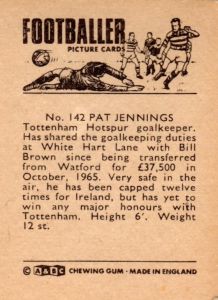 FOOTBALLER
PICTURE CARDS
No. 142 PAT JENNINGS
Tottenham Hotspur goalkeeper.
Has shared the goalkeeping duties
at White Hart Lane with Bill
Brown since being transferred
from Watford for £37,500 in
October, 1965. Very safe in the
air, he has been capped twelve
times for Ireland, but has yet to
win any major honours with
Tottenham. Height 6'. Weight
12 st.
© A&BC CHEWING GUM · MADE IN ENGLAND